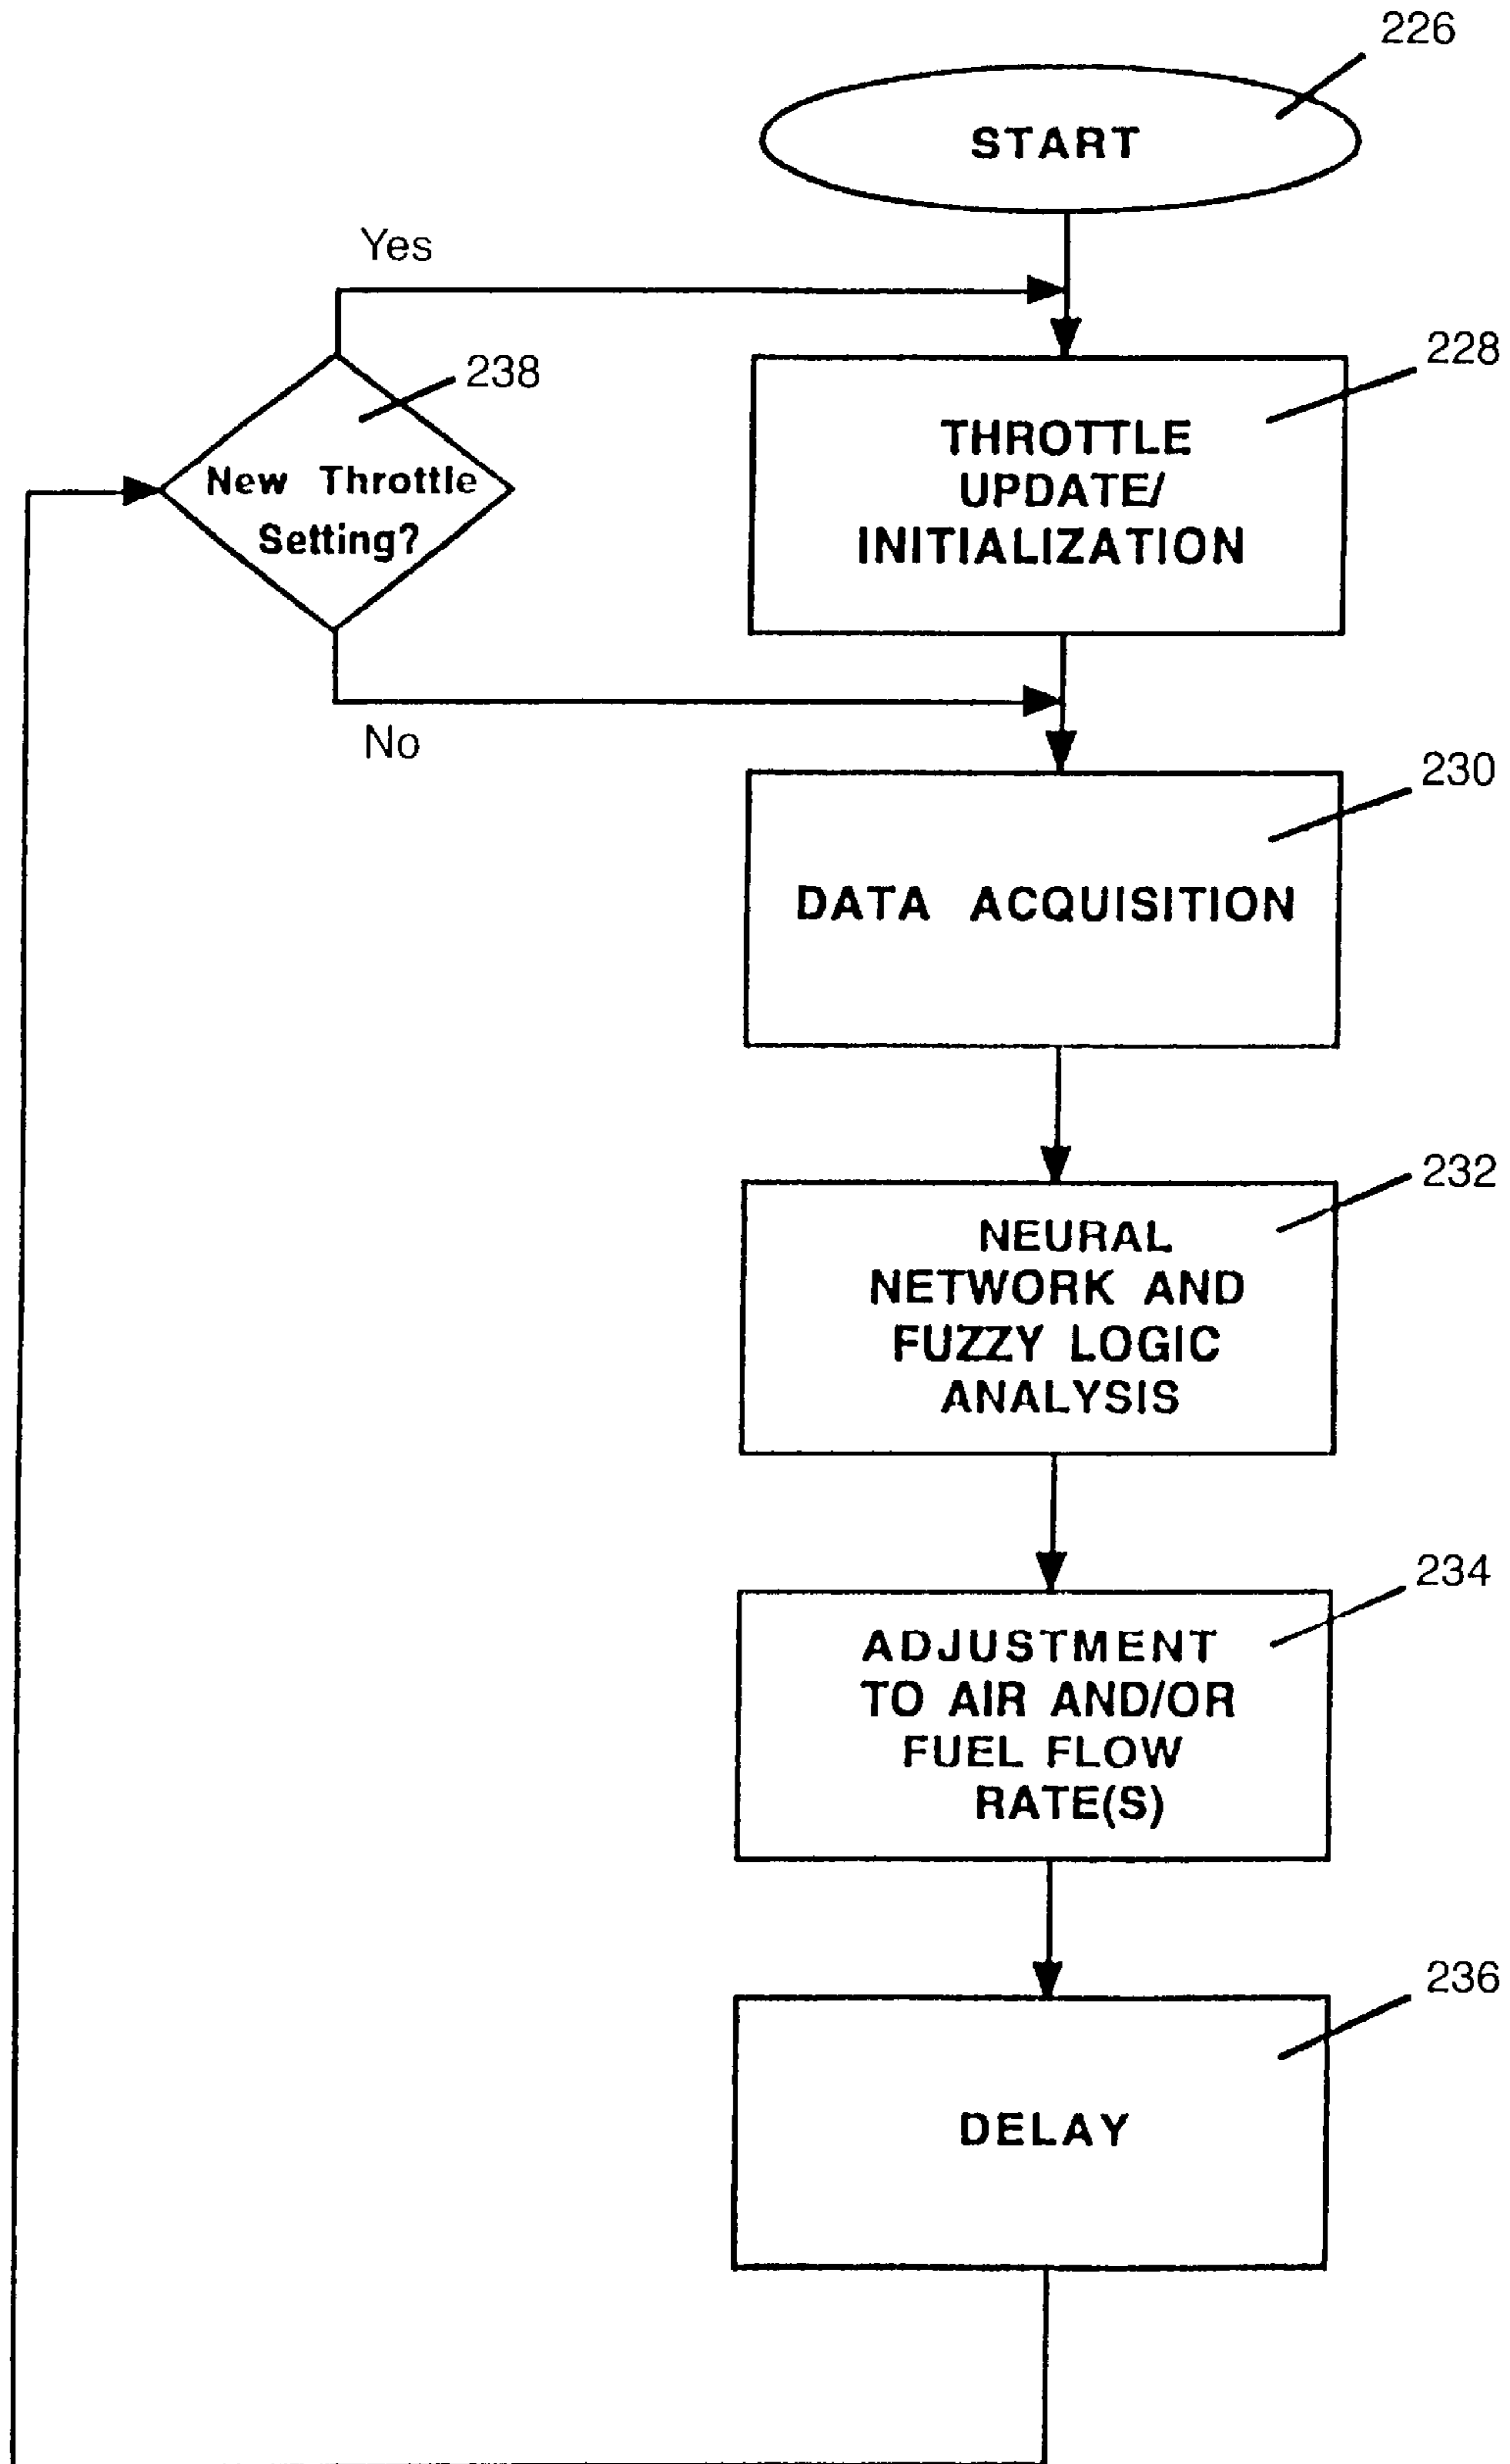 226
START
Yes
238
New Throttle
Setting?
228
THROTTLE
UPDATE/
INITIALIZATION
No
230
DATA ACQUISITION
232
NEURAL
NETWORK AND
FUZZY LOGIC
ANALYSIS
234
ADJUSTMENT
TO AIR AND/OR
FUEL FLOW
RATE(S)
236
DELAY